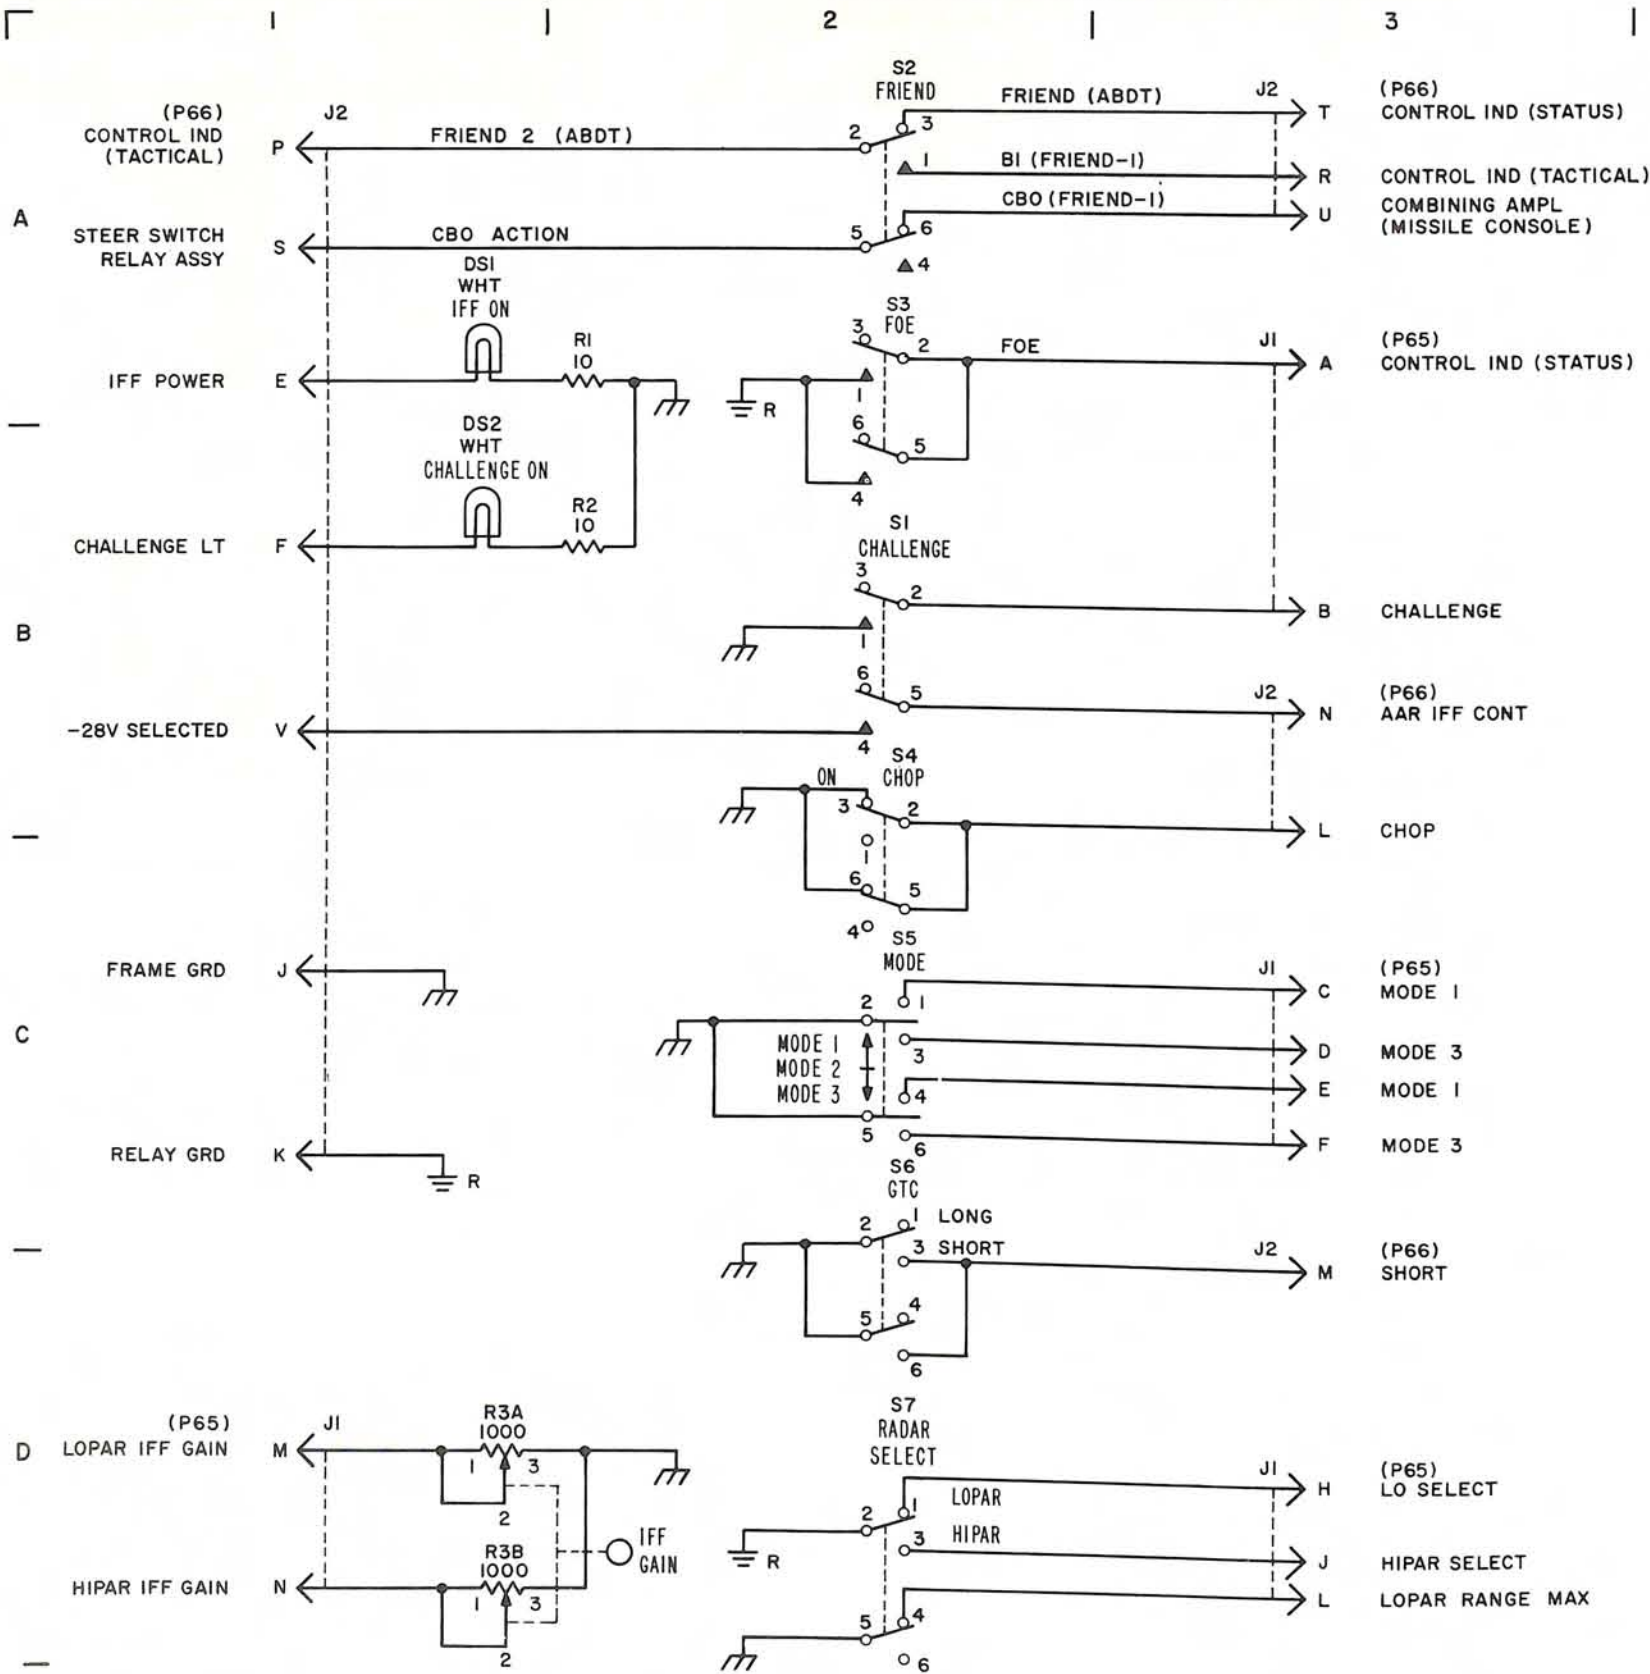 1
2
3
S2
FRIEND
(P66)
CONTROL IND
(TACTICAL)
J2
P
FRIEND 2 (ABDT)
2
3
FRIEND (ABDT)
J2
T
(P66)
CONTROL IND (STATUS)
1
BI (FRIEND-1)
R
CONTROL IND (TACTICAL)
A
STEER SWITCH
RELAY ASSY
S
CBO ACTION
5
6
CBO (FRIEND-1)
U
COMBINING AMPL
(MISSILE CONSOLE)
4
DS1
WHT
IFF ON
R1
10
IFF POWER
E
S3
FOE
3
2
FOE
J1
A
(P65)
CONTROL IND (STATUS)
R
1
6
5
4
DS2
WHT
CHALLENGE ON
R2
10
CHALLENGE LT
F
S1
CHALLENGE
3
2
B
CHALLENGE
B
1
6
5
J2
N
(P66)
AAR IFF CONT
-28V SELECTED
V
4
S4
CHOP
ON
3
2
L
CHOP
1
6
5
4
FRAME GRD
J
S5
MODE
J1
(P65)
2
1
C
MODE 1
C
MODE 1
MODE 2
MODE 3
3
D
MODE 3
4
E
MODE 1
5
6
F
MODE 3
RELAY GRD
K
R
S6
GTC
2
1
LONG
3
SHORT
J2
M
(P66)
SHORT
5
4
6
D
(P65)
LOPAR IFF GAIN
J1
M
R3A
1000
1
3
2
HIPAR IFF GAIN
N
R3B
1000
1
3
2
IFF
GAIN
S7
RADAR
SELECT
2
1
LOPAR
J1
H
(P65)
LO SELECT
R
3
HIPAR
J
HIPAR SELECT
5
4
L
LOPAR RANGE MAX
6